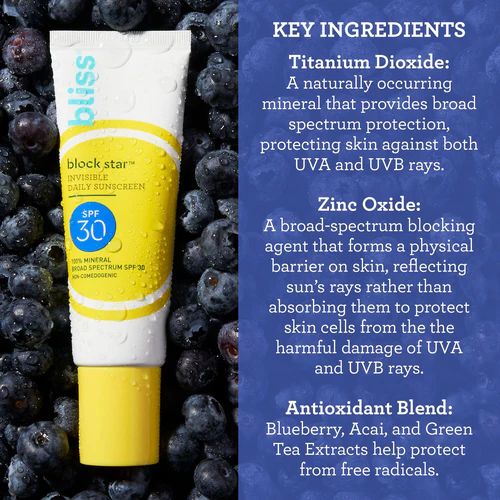 bliss
block star™
INVISIBLE
DAILY SUNSCREEN
SPF
30
100% MINERAL
BROAD SPECTRUM SPF 30
NON-COMEDOGENIC
KEY INGREDIENTS
Titanium Dioxide:
A naturally occurring
mineral that provides broad
spectrum protection,
protecting skin against both
UVA and UVB rays.
Zinc Oxide:
A broad-spectrum blocking
agent that forms a physical
barrier on skin, reflecting
sun's rays rather than
absorbing them to protect
skin cells from the the
harmful damage of UVA
and UVB rays.
Antioxidant Blend:
Blueberry, Acai, and Green
Tea Extracts help protect
from free radicals.